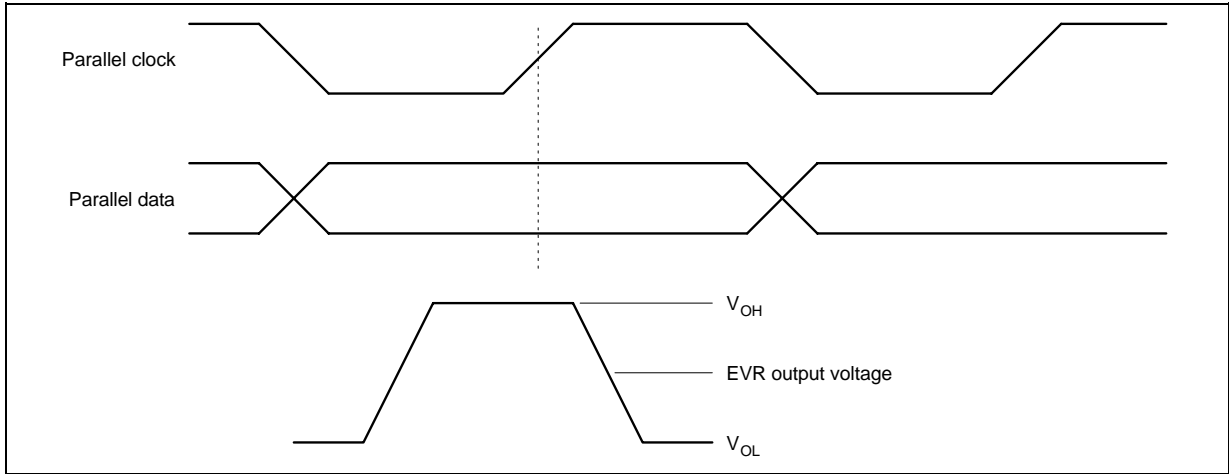 Parallel clock
Parallel data
VOH
EVR output voltage
VOL